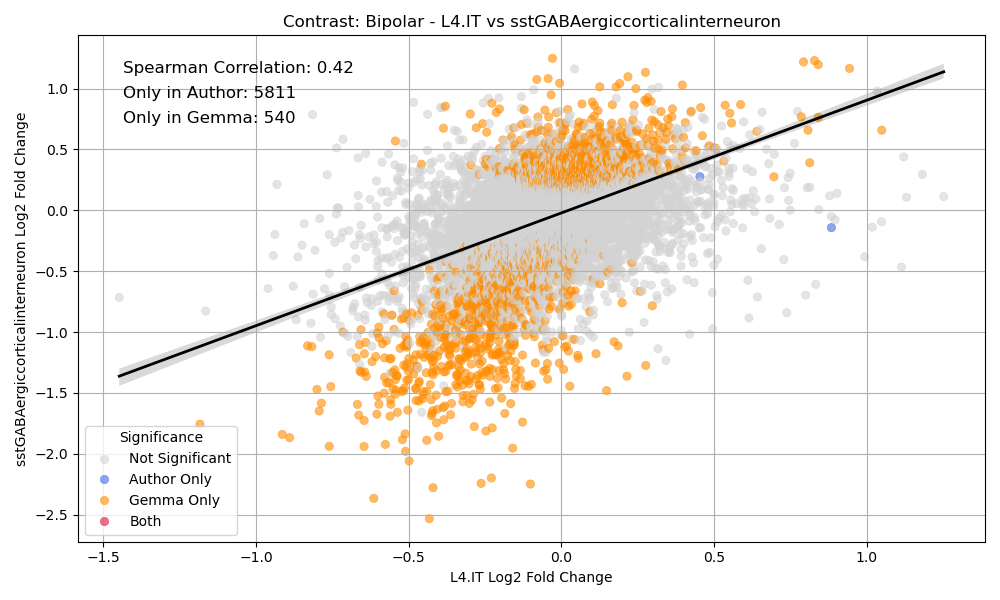 Contrast: Bipolar - L4.IT vs sstGABAergiccorticalinterneuron
Spearman Correlation: 0.42
Only in Author: 5811
Only in Gemma: 540
sstGABAergiccorticalinterneuron Log2 Fold Change
1.0
0.5
0.0
−0.5
−1.0
−1.5
−2.0
−2.5
Significance
Not Significant
Author Only
Gemma Only
Both
−1.5 −1.0 −0.5 0.0 0.5 1.0
L4.IT Log2 Fold Change